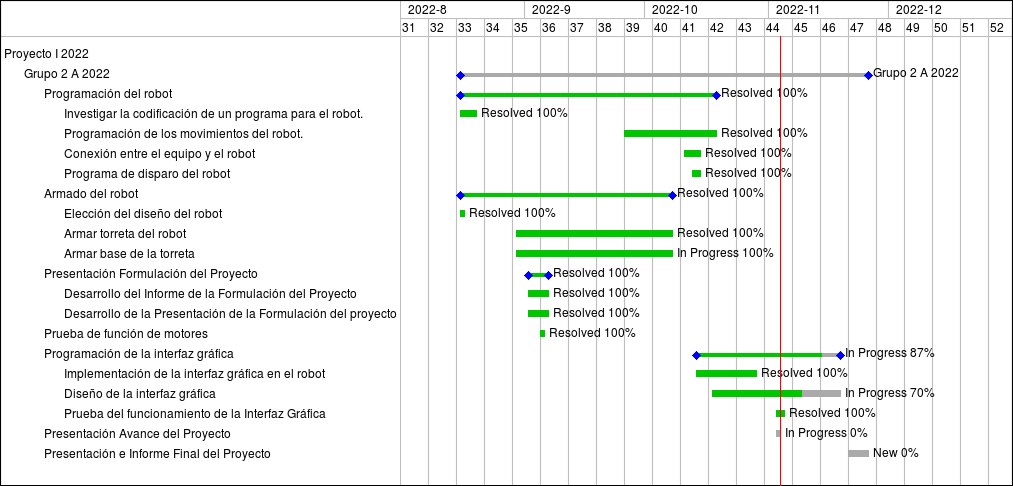 2022-8 2022-9 2022-10 2022-11 2022-12
31 32 33 34 35 36 37 38 39 40 41 42 43 44 45 46 47 48 49 50 51 52
Proyecto I 2022
Grupo 2 A 2022 Grupo 2 A 2022
Programación del robot Resolved 100%
Investigar la codificación de un programa para el robot. Resolved 100%
Programación de los movimientos del robot. Resolved 100%
Conexión entre el equipo y el robot Resolved 100%
Programa de disparo del robot Resolved 100%
Armado del robot Resolved 100%
Elección del diseño del robot Resolved 100%
Armar torreta del robot Resolved 100%
Armar base de la torreta In Progress 100%
Presentación Formulación del Proyecto Resolved 100%
Desarrollo del Informe de la Formulación del Proyecto Resolved 100%
Desarrollo de la Presentación de la Formulación del proyecto Resolved 100%
Prueba de función de motores Resolved 100%
Programación de la interfaz gráfica In Progress 87%
Implementación de la interfaz gráfica en el robot Resolved 100%
Diseño de la interfaz gráfica In Progress 70%
Prueba del funcionamiento de la Interfaz Gráfica Resolved 100%
Presentación Avance del Proyecto In Progress 0%
Presentación e Informe Final del Proyecto New 0%